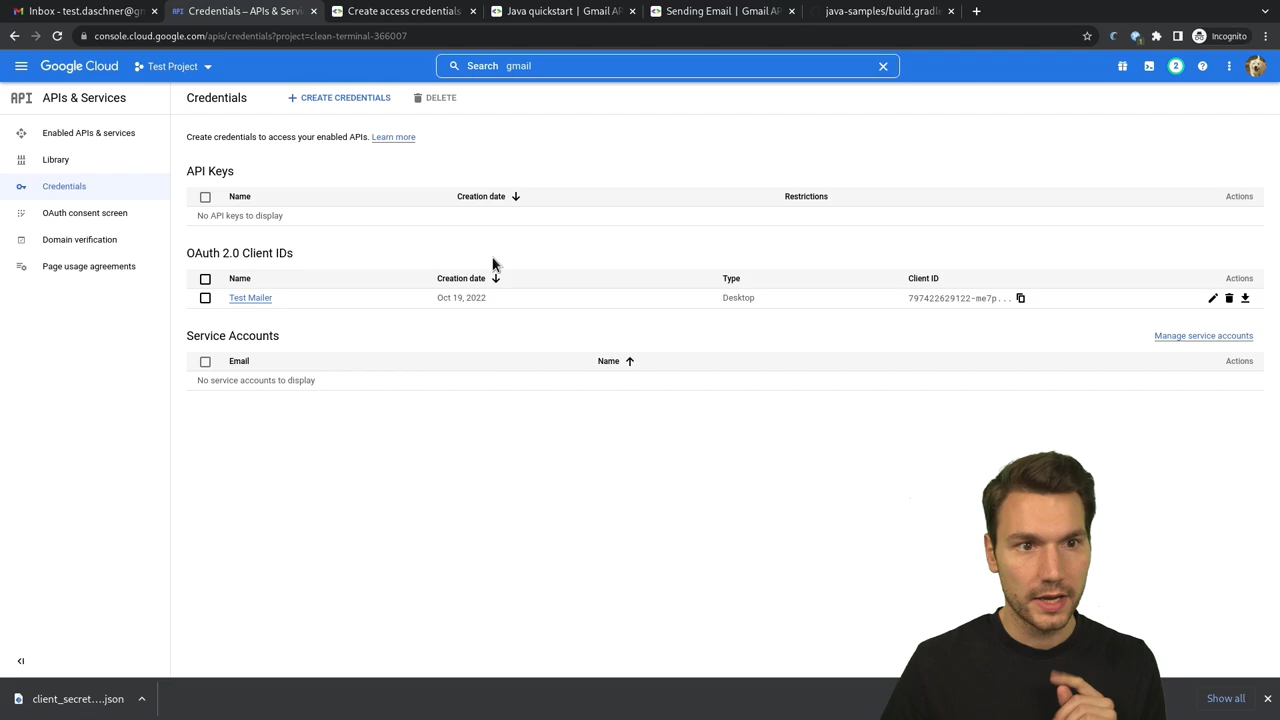 Inbox - test.daschner@gm
Credentials – APIs & Servi
Create access credentials
Java quickstart | Gmail AP
Sending Email | Gmail API
java-samples/build.gradle
console.cloud.google.com/apis/credentials?project=clean-terminal-366007
Incognito
Google Cloud
Test Project
Search gmail
2
API APIs & Services
Credentials
CREATE CREDENTIALS
DELETE
Enabled APIs & services
Library
Credentials
OAuth consent screen
Domain verification
Page usage agreements
Create credentials to access your enabled APIs. Learn more
API Keys
Name Creation date Restrictions Actions
No API keys to display
OAuth 2.0 Client IDs
Name Creation date Type Client ID Actions
Test Mailer Oct 19, 2022 Desktop 797422629122-me7p...
Service Accounts
Manage service accounts
Email Name Actions
No service accounts to display
client_secret....json
Show all